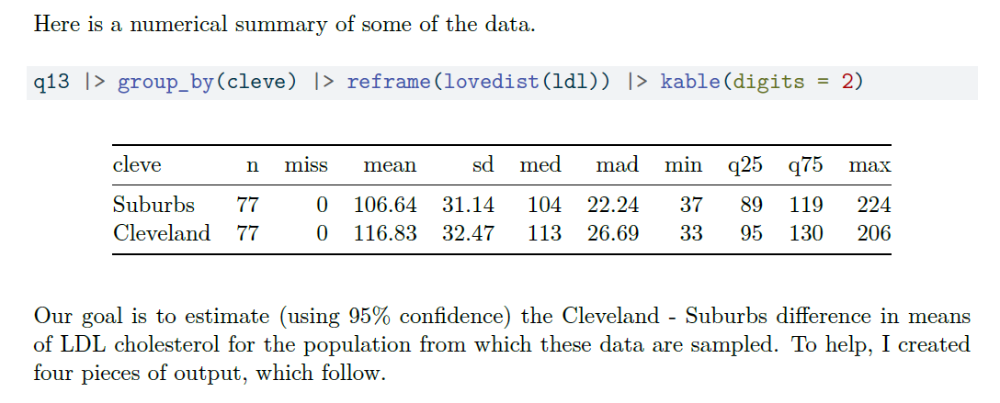 Here is a numerical summary of some of the data.
q13 |> group_by(cleve) |> reframe(lovedist(ldl)) |> kable(digits = 2)
cleve n miss mean sd med mad min q25 q75 max
Suburbs 77 0 106.64 31.14 104 22.24 37 89 119 224
Cleveland 77 0 116.83 32.47 113 26.69 33 95 130 206
Our goal is to estimate (using 95% confidence) the Cleveland - Suburbs difference in means
of LDL cholesterol for the population from which these data are sampled. To help, I created
four pieces of output, which follow.